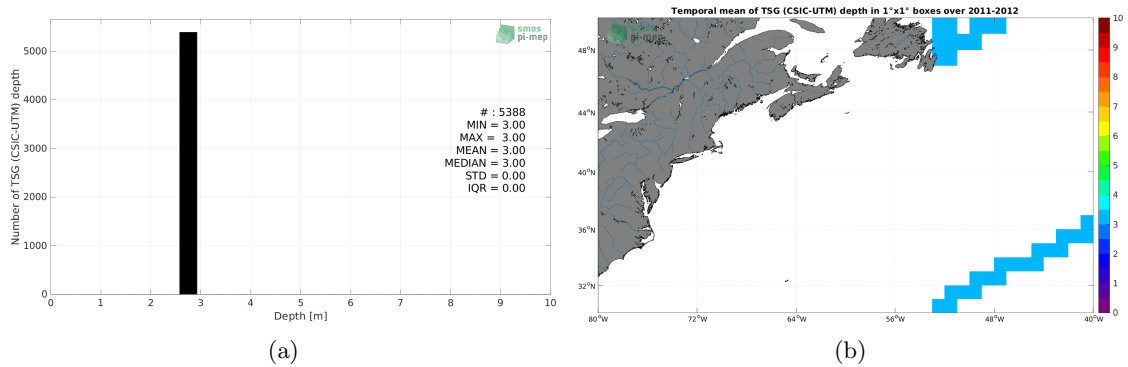 smos
pi-mep
5000
4000
3000
2000
1000
0
Number of TSG (CSIC-UTM) depth
# : 5388
MIN = 3.00
MAX = 3.00
MEAN = 3.00
MEDIAN = 3.00
STD = 0.00
IQR = 0.00
0 1 2 3 4 5 6 7 8 9 10
Depth [m]
(a)
Temporal mean of TSG (CSIC-UTM) depth in 1°x1° boxes over 2011-2012
smos
pi-mep
48°N
44°N
40°N
36°N
32°N
80°W 72°W 64°W 56°W 48°W 40°W
10
9
8
7
6
5
4
3
2
1
0
(b)